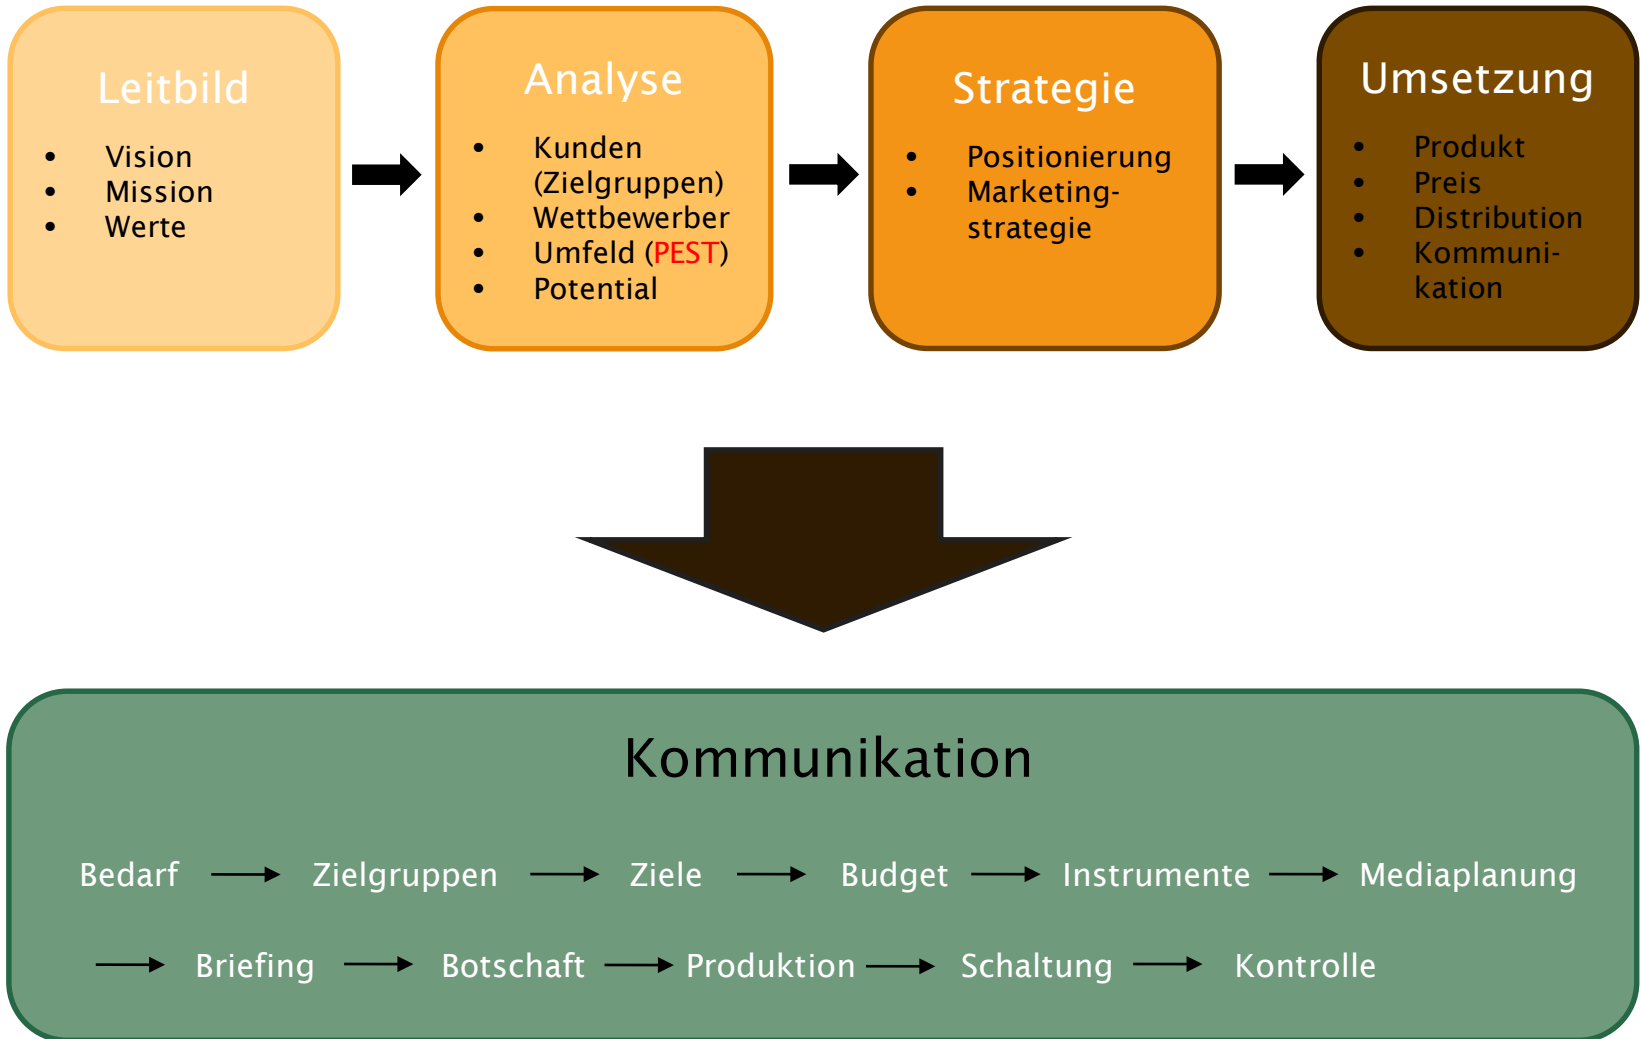 Leitbild
• Vision
• Mission
• Werte
Analyse
• Kunden
(Zielgruppen)
• Wettbewerber
• Umfeld (PEST)
• Potential
Strategie
• Positionierung
• Marketing-
strategie
Umsetzung
• Produkt
• Preis
• Distribution
• Kommuni-
kation
Kommunikation
Bedarf Zielgruppen Ziele Budget Instrumente Mediaplanung
Briefing Botschaft Produktion Schaltung Kontrolle